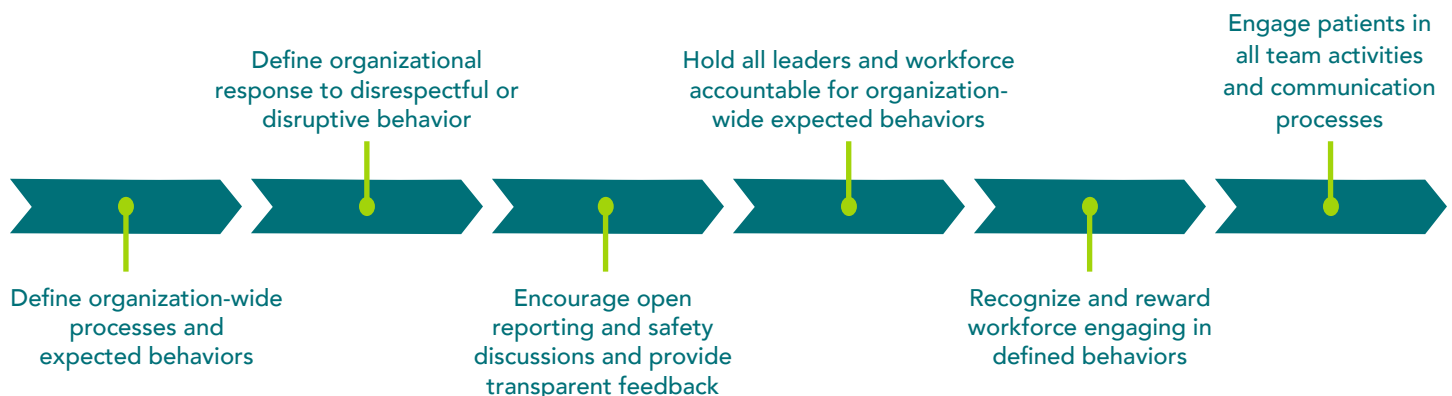 Define organization-wide
processes and
expected behaviors
Define organizational
response to disrespectful or
disruptive behavior
Encourage open
reporting and safety
discussions and provide
transparent feedback
Hold all leaders and workforce
accountable for organization-
wide expected behaviors
Recognize and reward
workforce engaging in
defined behaviors
Engage patients in
all team activities
and communication
processes